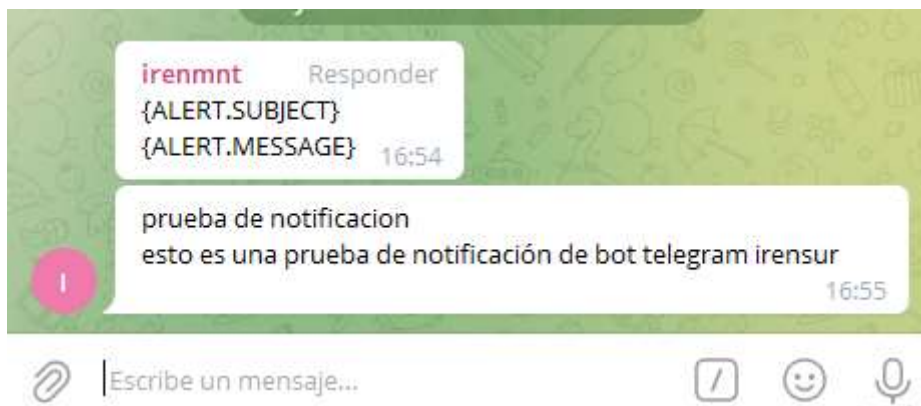 irenmnt Responder
{ALERT.SUBJECT}
{ALERT.MESSAGE} 16:54
prueba de notificacion
esto es una prueba de notificación de bot telegram irensur
16:55
I
Escribe un mensaje...